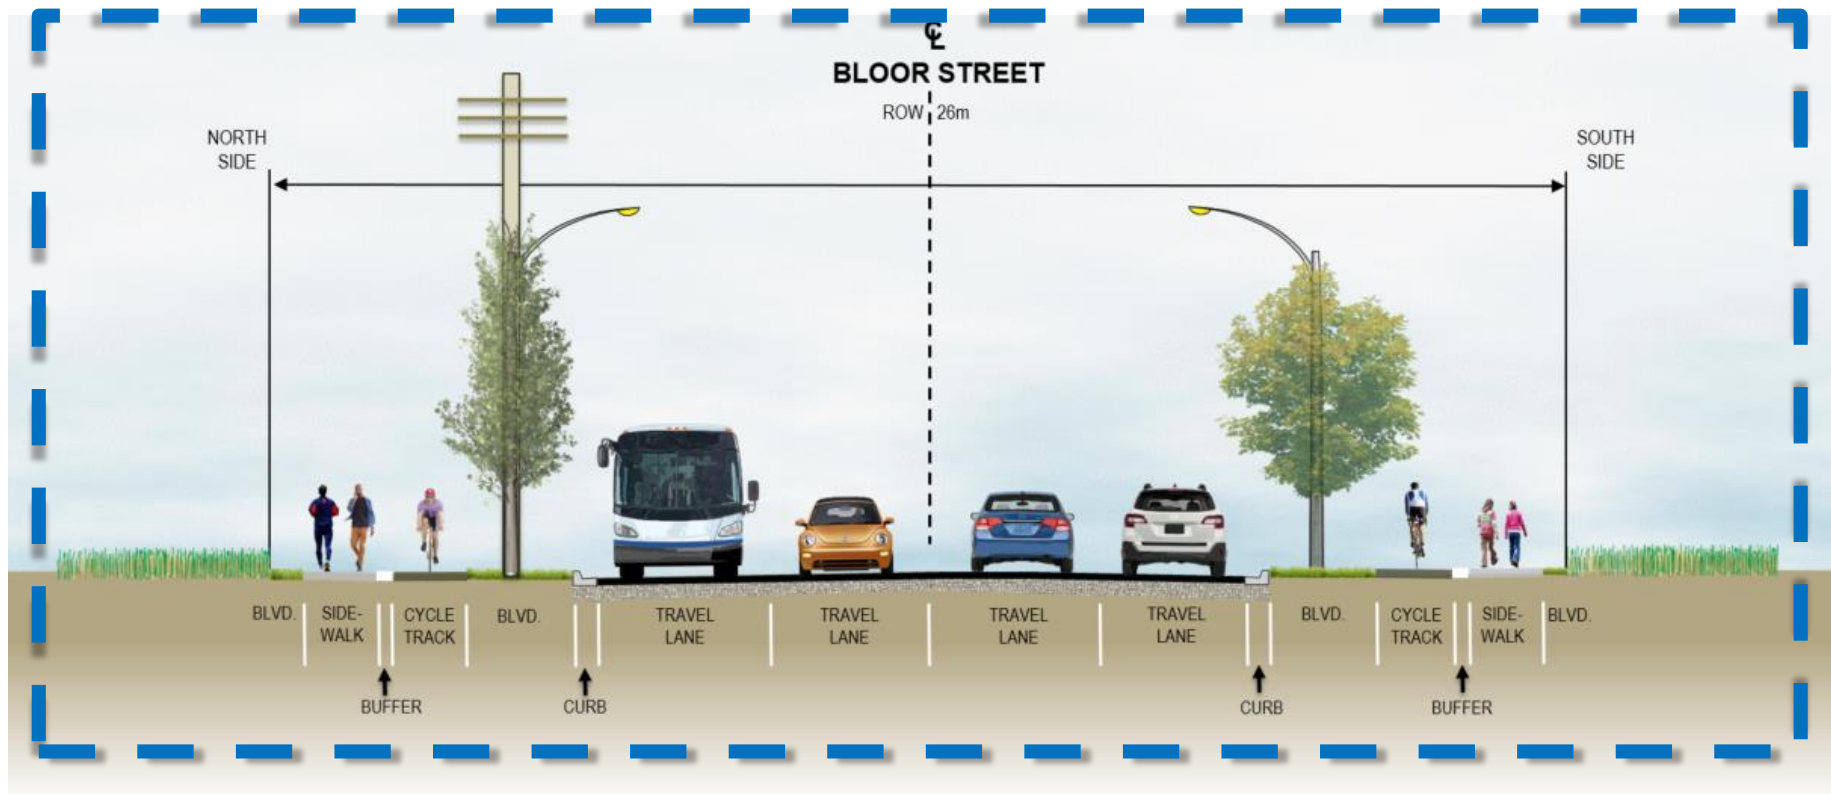 ℄
BLOOR STREET
ROW 26m
NORTH
SIDE
SOUTH
SIDE
BLVD.
SIDE-
WALK
CYCLE
TRACK
BLVD.
TRAVEL
LANE
TRAVEL
LANE
TRAVEL
LANE
TRAVEL
LANE
BLVD.
CYCLE
TRACK
SIDE-
WALK
BLVD.
BUFFER
CURB
CURB
BUFFER